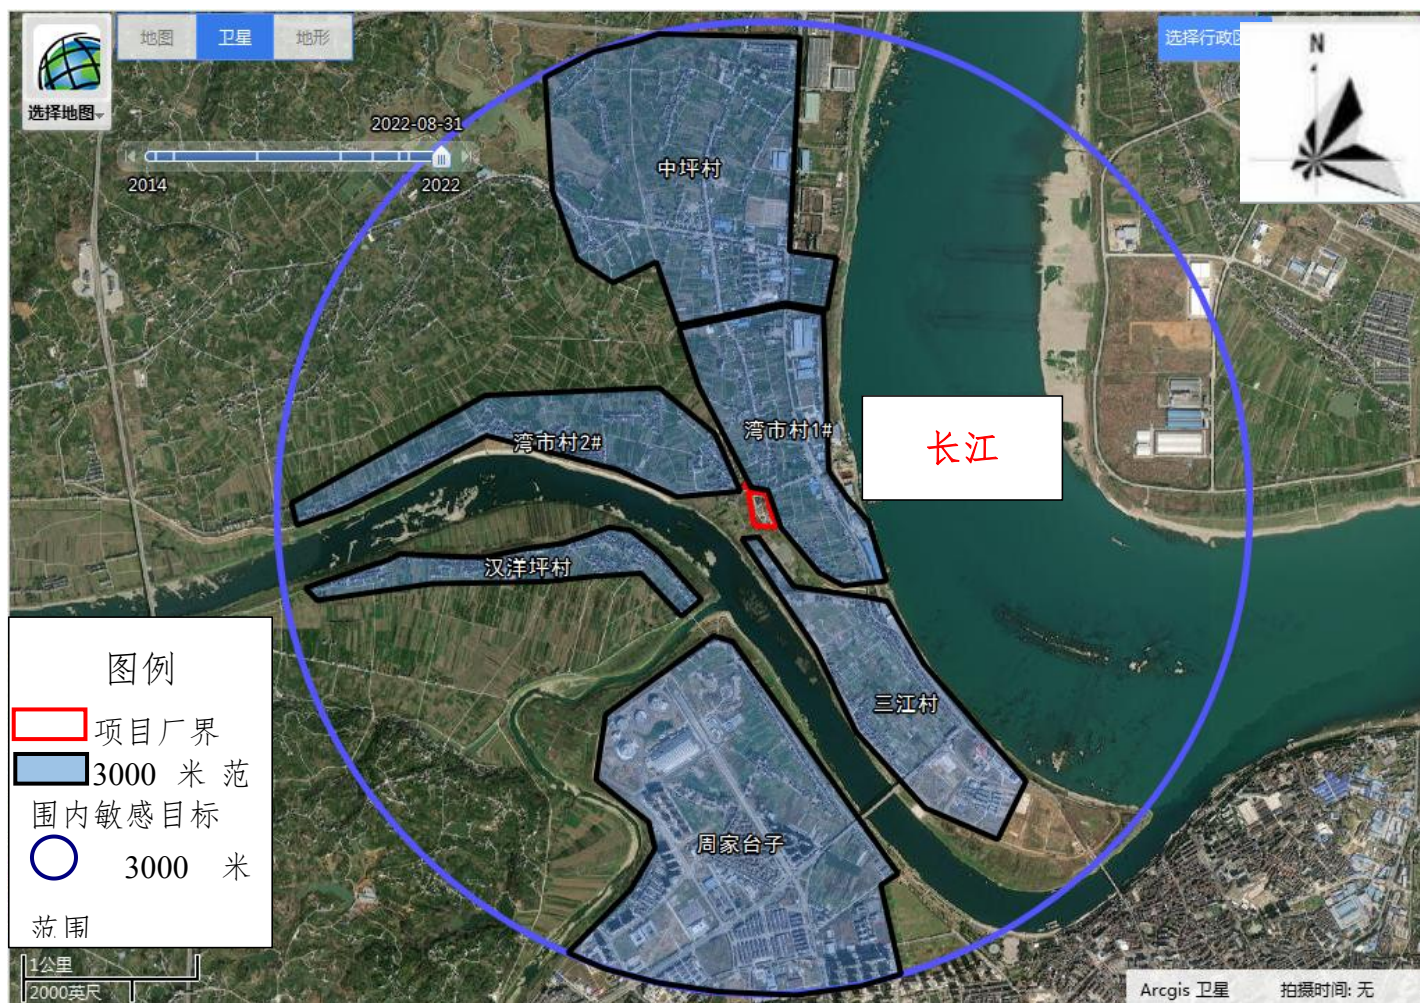 地图
卫星
地形
选择行政区
N
选择地图
2022-08-31
2014
2022
中坪村
湾市村1#
湾市村2#
长江
汉洋坪村
三江村
周家台子
图例
项目厂界
3000 米 范
围内敏感目标
3000 米
范围
1公里
2000英尺
Arcgis 卫星
拍摄时间: 无